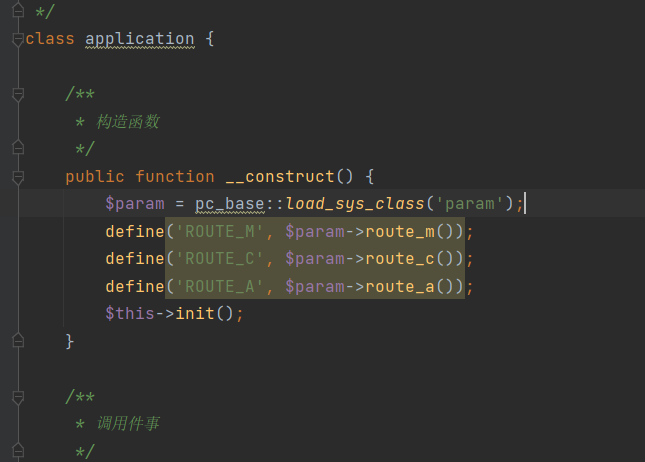 */
class application {
/**
* 构造函数
*/
public function __construct() {
$param = pc_base::load_sys_class('param');
define('ROUTE_M', $param->route_m());
define('ROUTE_C', $param->route_c());
define('ROUTE_A', $param->route_a());
$this->init();
}
/**
* 调用件事
*/